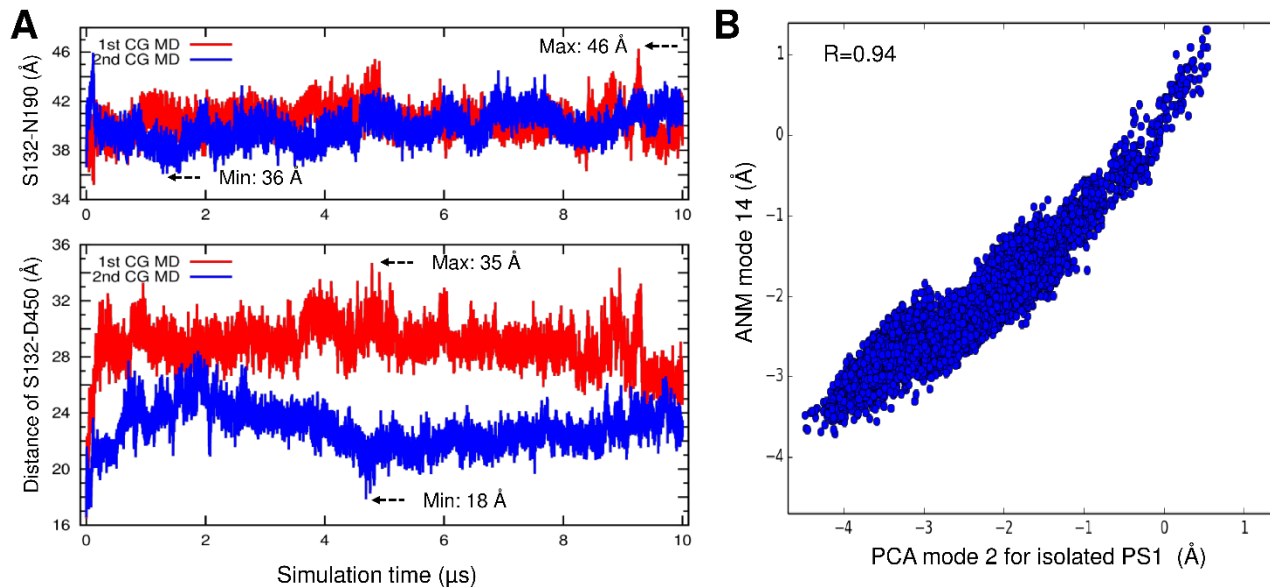 A
S132-N190 (Å)
46
42
38
34
1st CG MD
2nd CG MD
Max: 46 Å
Min: 36 Å
0 2 4 6 8 10
Distance of S132-D450 (Å)
36
32
28
24
20
16
1st CG MD
2nd CG MD
Max: 35 Å
Min: 18 Å
0 2 4 6 8 10
Simulation time (μs)
B
R=0.94
ANM mode 14 (Å)
1
0
−1
−2
−3
−4
−4 −3 −2 −1 0 1
PCA mode 2 for isolated PS1 (Å)